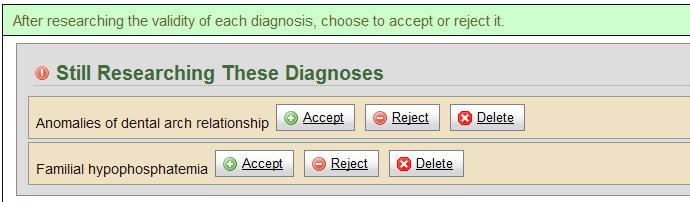 After researching the validity of each diagnosis, choose to accept or reject it.
Still Researching These Diagnoses
Anomalies of dental arch relationship Accept Reject Delete
Familial hypophosphatemia Accept Reject Delete